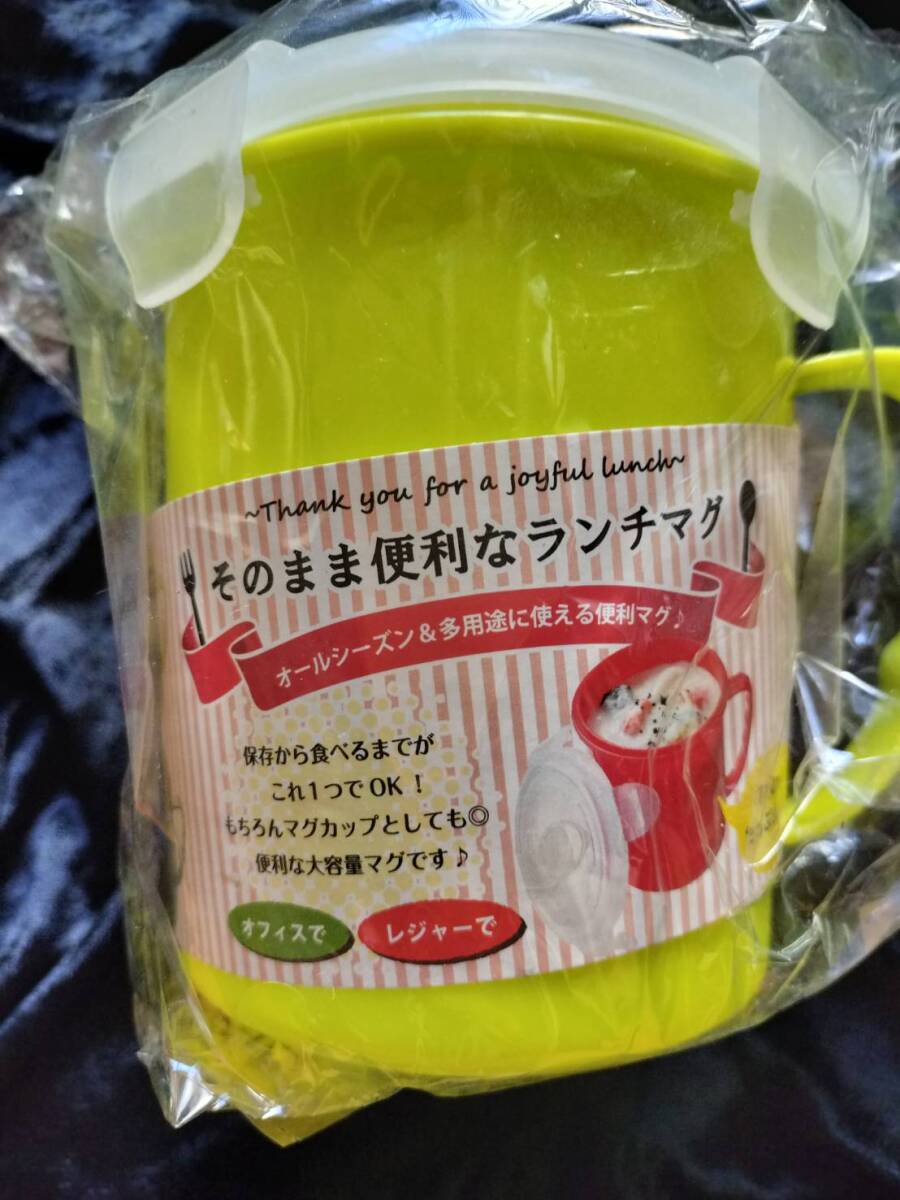 ~Thank you for a joyful lunch~
そのまま便利なランチマグ
オールシーズン&多用途に使える便利マグ♪
保存から食べるまでが
これ1つでOK!
もちろんマグカップとしても◎
便利な大容量マグです♪
オフィスで
レジャーで